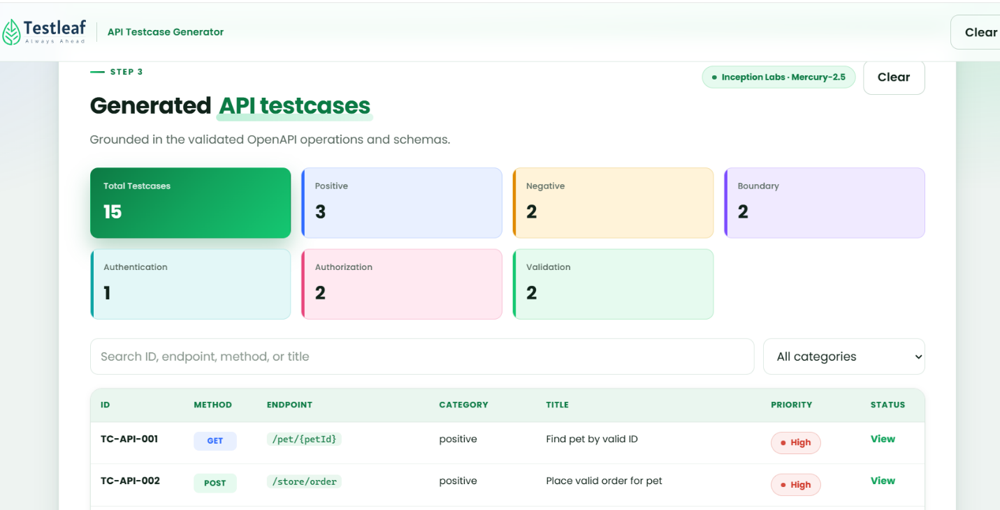 Testleaf
Always Ahead
API Testcase Generator
Clear
STEP 3
Inception Labs · Mercury-2.5
Clear
Generated API testcases
Grounded in the validated OpenAPI operations and schemas.
Total Testcases
15
Positive
3
Negative
2
Boundary
2
Authentication
1
Authorization
2
Validation
2
Search ID, endpoint, method, or title
All categories
ID METHOD ENDPOINT CATEGORY TITLE PRIORITY STATUS
TC-API-001 GET /pet/{petId} positive Find pet by valid ID High View
TC-API-002 POST /store/order positive Place valid order for pet High View